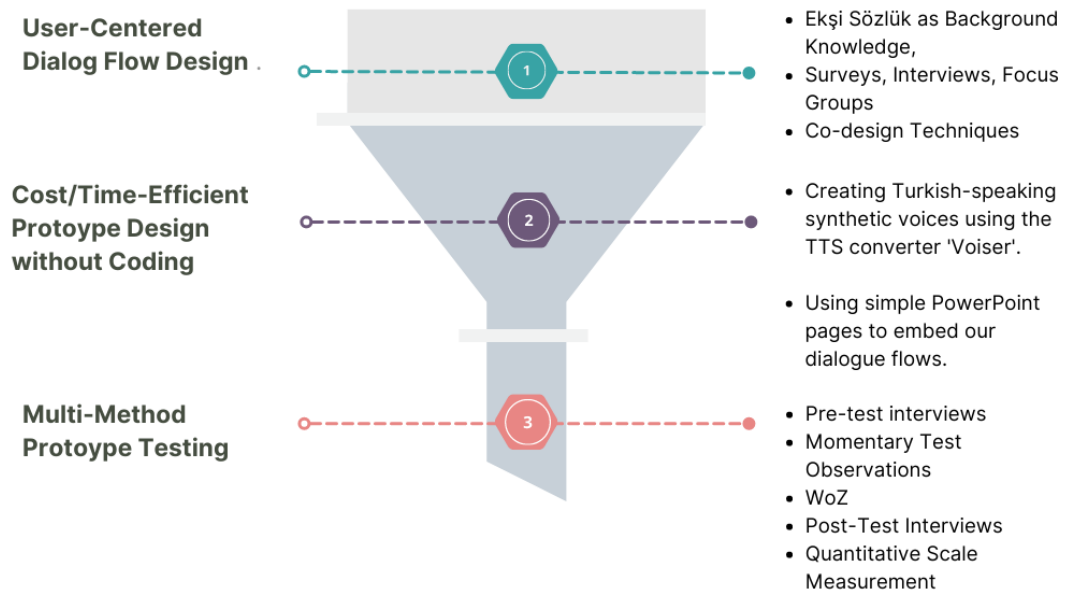 User-Centered
Dialog Flow Design .
1
• Ekşi Sözlük as Background
Knowledge,
• Surveys, Interviews, Focus
Groups
• Co-design Techniques
Cost/Time-Efficient
Protoype Design
without Coding
2
• Creating Turkish-speaking
synthetic voices using the
TTS converter 'Voiser'.
• Using simple PowerPoint
pages to embed our
dialogue flows.
Multi-Method
Protoype Testing
3
• Pre-test interviews
• Momentary Test
Observations
• WoZ
• Post-Test Interviews
• Quantitative Scale
Measurement